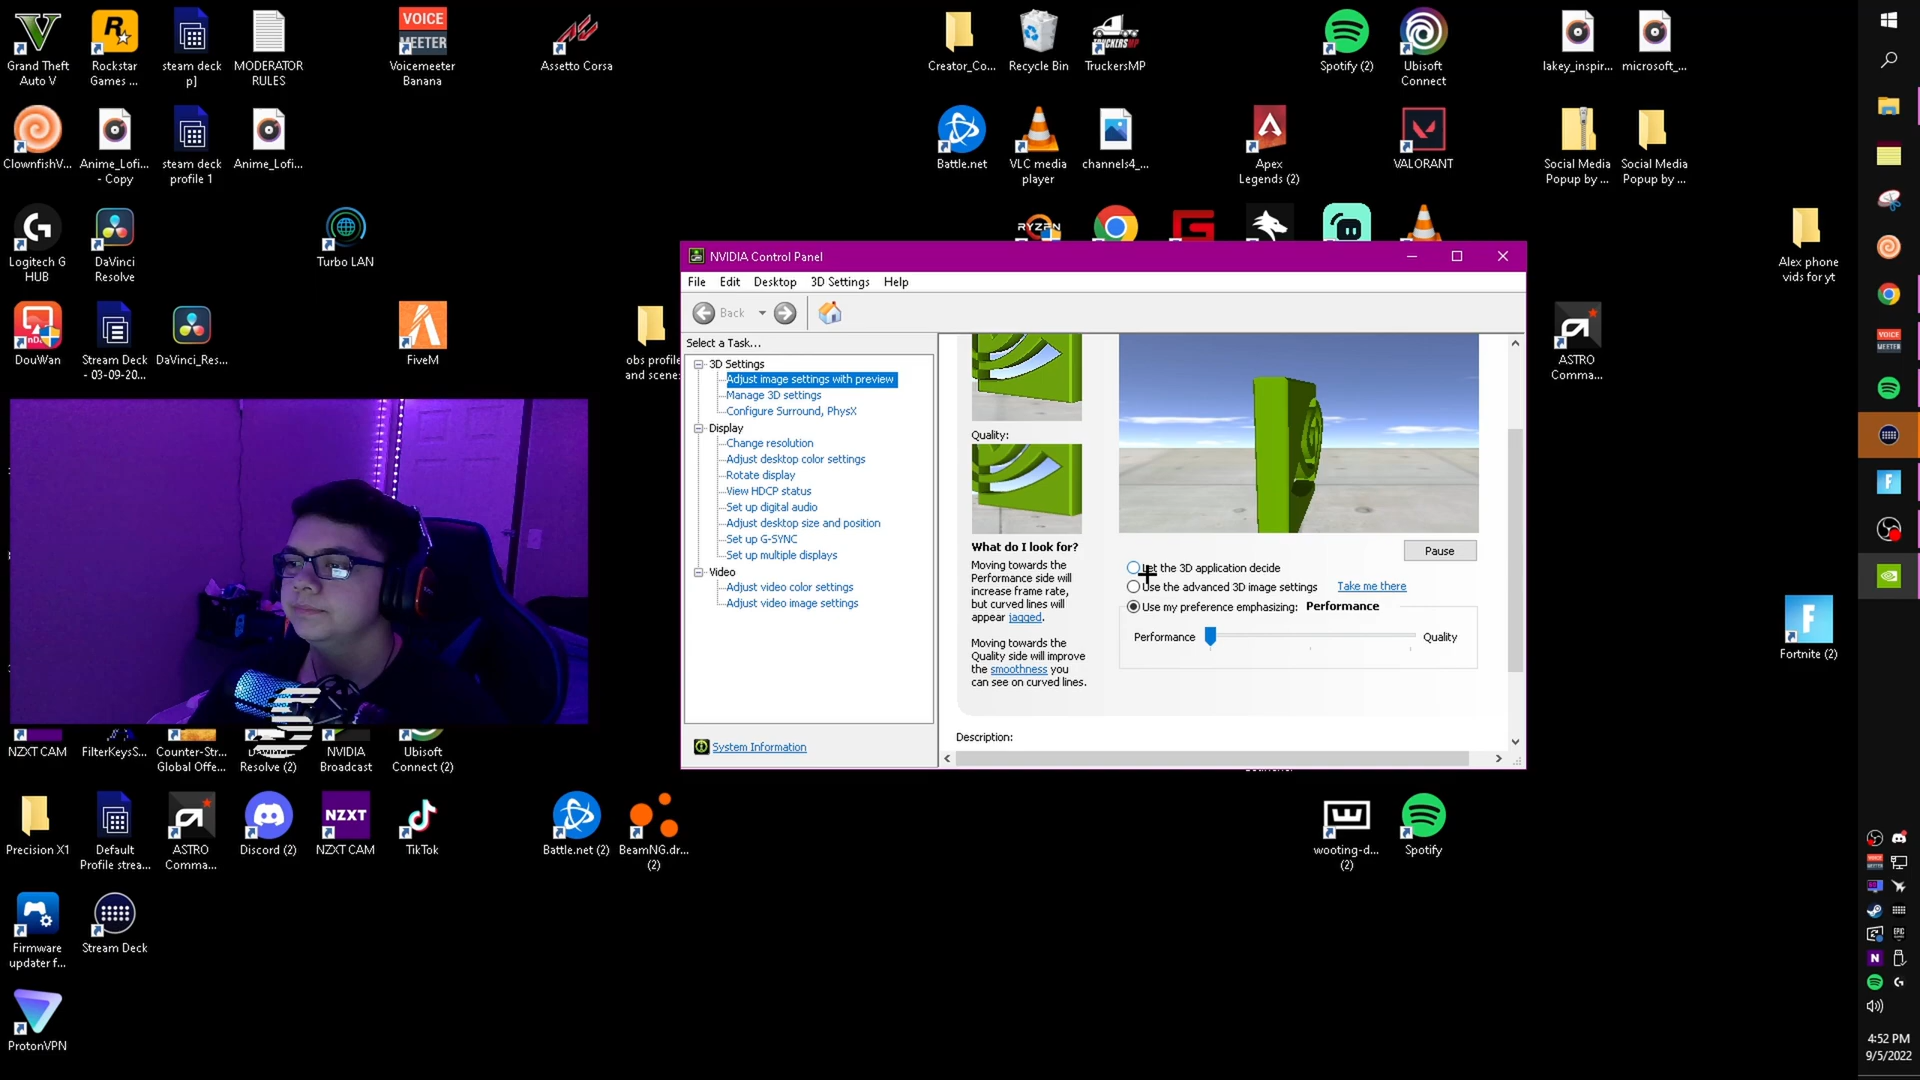 Grand Theft
Auto V
Rockstar
Games ...
steam deck
p]
MODERATOR
RULES
VOICE
MEETER
Voicemeeter
Banana
Assetto Corsa
Creator_Co...
Recycle Bin
TRUCKERSMP
TruckersMP
Spotify (2)
Ubisoft
Connect
lakey_inspir...
microsoft_...
ClownfishV...
Anime_Lofi...
- Copy
steam deck
profile 1
Anime_Lofi...
Battle.net
VLC media
player
channels4_...
Apex
Legends (2)
VALORANT
Social Media
Popup by ...
Social Media
Popup by ...
Logitech G
HUB
DaVinci
Resolve
Turbo LAN
RYZEN
Alex phone
vids for yt
DouWan
Stream Deck
- 03-09-20...
DaVinci_Res...
FiveM
obs profile
and scene
ASTRO
Comma...
NVIDIA Control Panel
File
Edit
Desktop
3D Settings
Help
Back
Select a Task...
3D Settings
Adjust image settings with preview
Manage 3D settings
Configure Surround, PhysX
Display
Change resolution
Adjust desktop color settings
Rotate display
View HDCP status
Set up digital audio
Adjust desktop size and position
Set up G-SYNC
Set up multiple displays
Video
Adjust video color settings
Adjust video image settings
System Information
Quality:
What do I look for?
Moving towards the
Performance side will
increase frame rate,
but curved lines will
appear jagged.
Moving towards the
Quality side will improve
the smoothness you
can see on curved lines.
Pause
the 3D application decide
Use the advanced 3D image settings
Take me there
Use my preference emphasizing: Performance
Performance
Quality
Description:
Fortnite (2)
NZXT CAM
FilterKeysS...
Counter-Str...
Global Offe...
Resolve (2)
NVIDIA
Broadcast
Ubisoft
Connect (2)
Precision X1
Default
Profile strea...
ASTRO
Comma...
Discord (2)
NZXT
NZXT CAM
TikTok
Battle.net (2)
BeamNG.dr...
(2)
wooting-d...
(2)
Spotify
Firmware
updater f...
Stream Deck
ProtonVPN
VOICE
MEETER
4:52 PM
9/5/2022